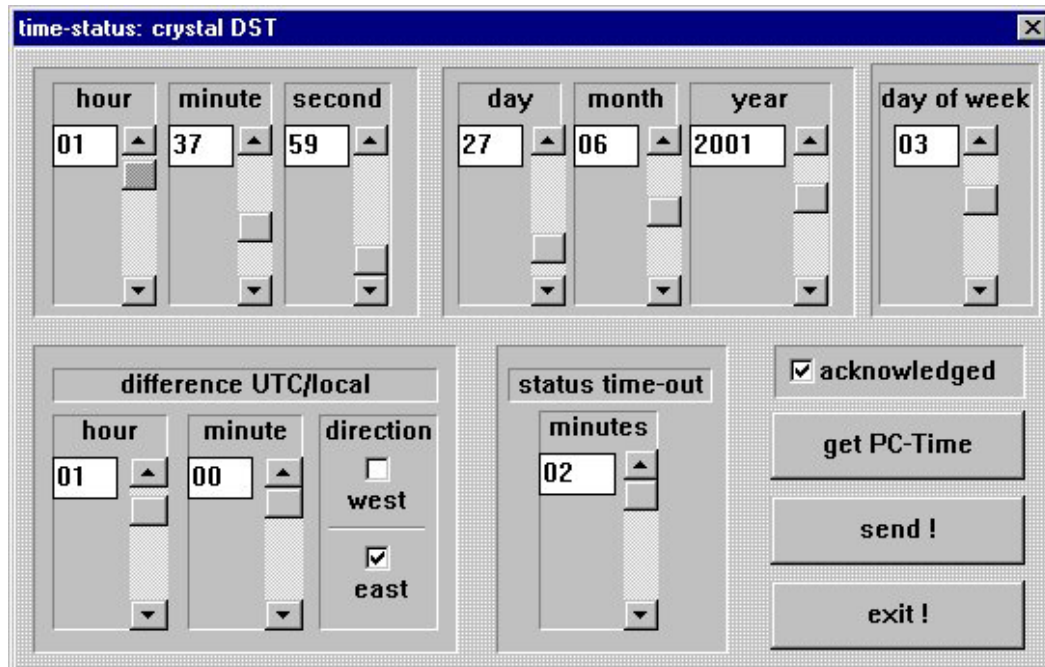 time-status: crystal DST
hour minute second
01 37 59
day month year
27 06 2001
day of week
03
difference UTC/local
hour minute direction
01 00
west
east
status time-out
minutes
02
acknowledged
get PC-Time
send !
exit !